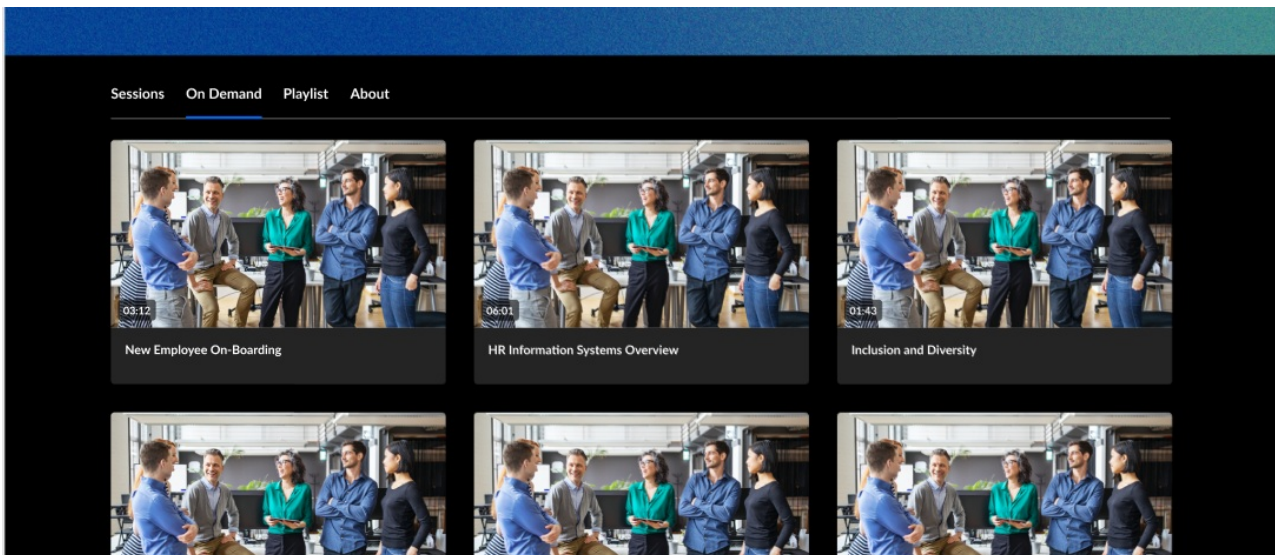 Sessions On Demand Playlist About
03:12 06:01 01:43
New Employee On-Boarding HR Information Systems Overview Inclusion and Diversity